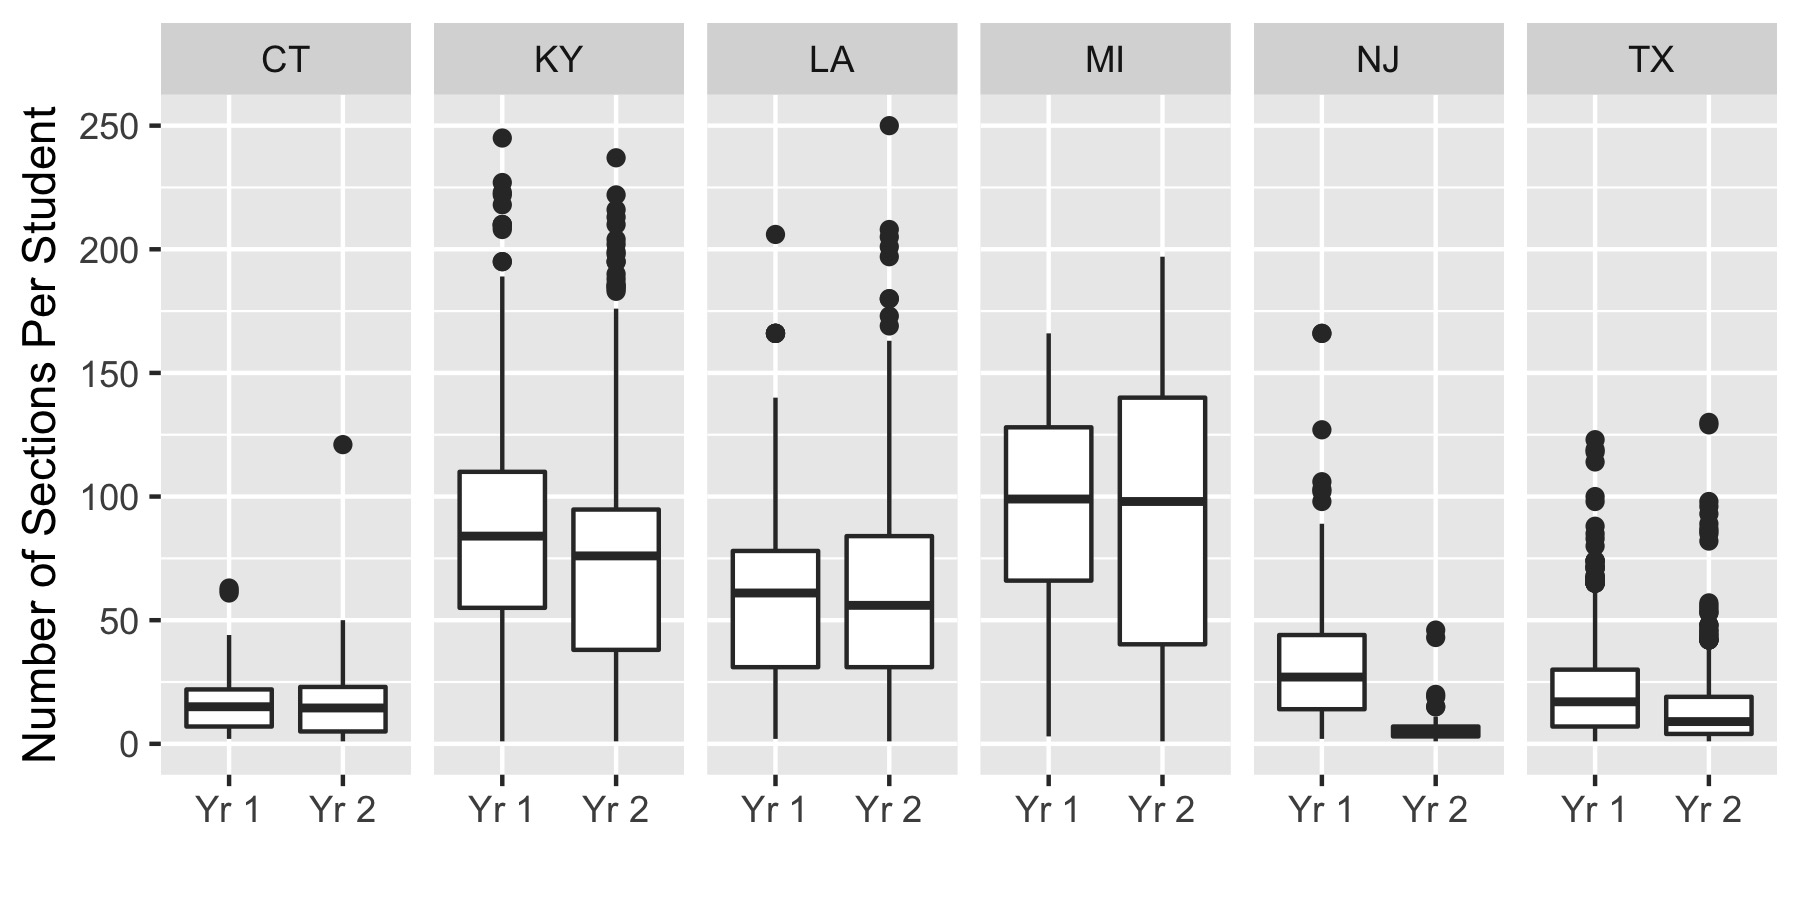 CT KY LA MI NJ TX
Number of Sections Per Student
250
200
150
100
50
0
Yr 1 Yr 2 Yr 1 Yr 2 Yr 1 Yr 2 Yr 1 Yr 2 Yr 1 Yr 2 Yr 1 Yr 2